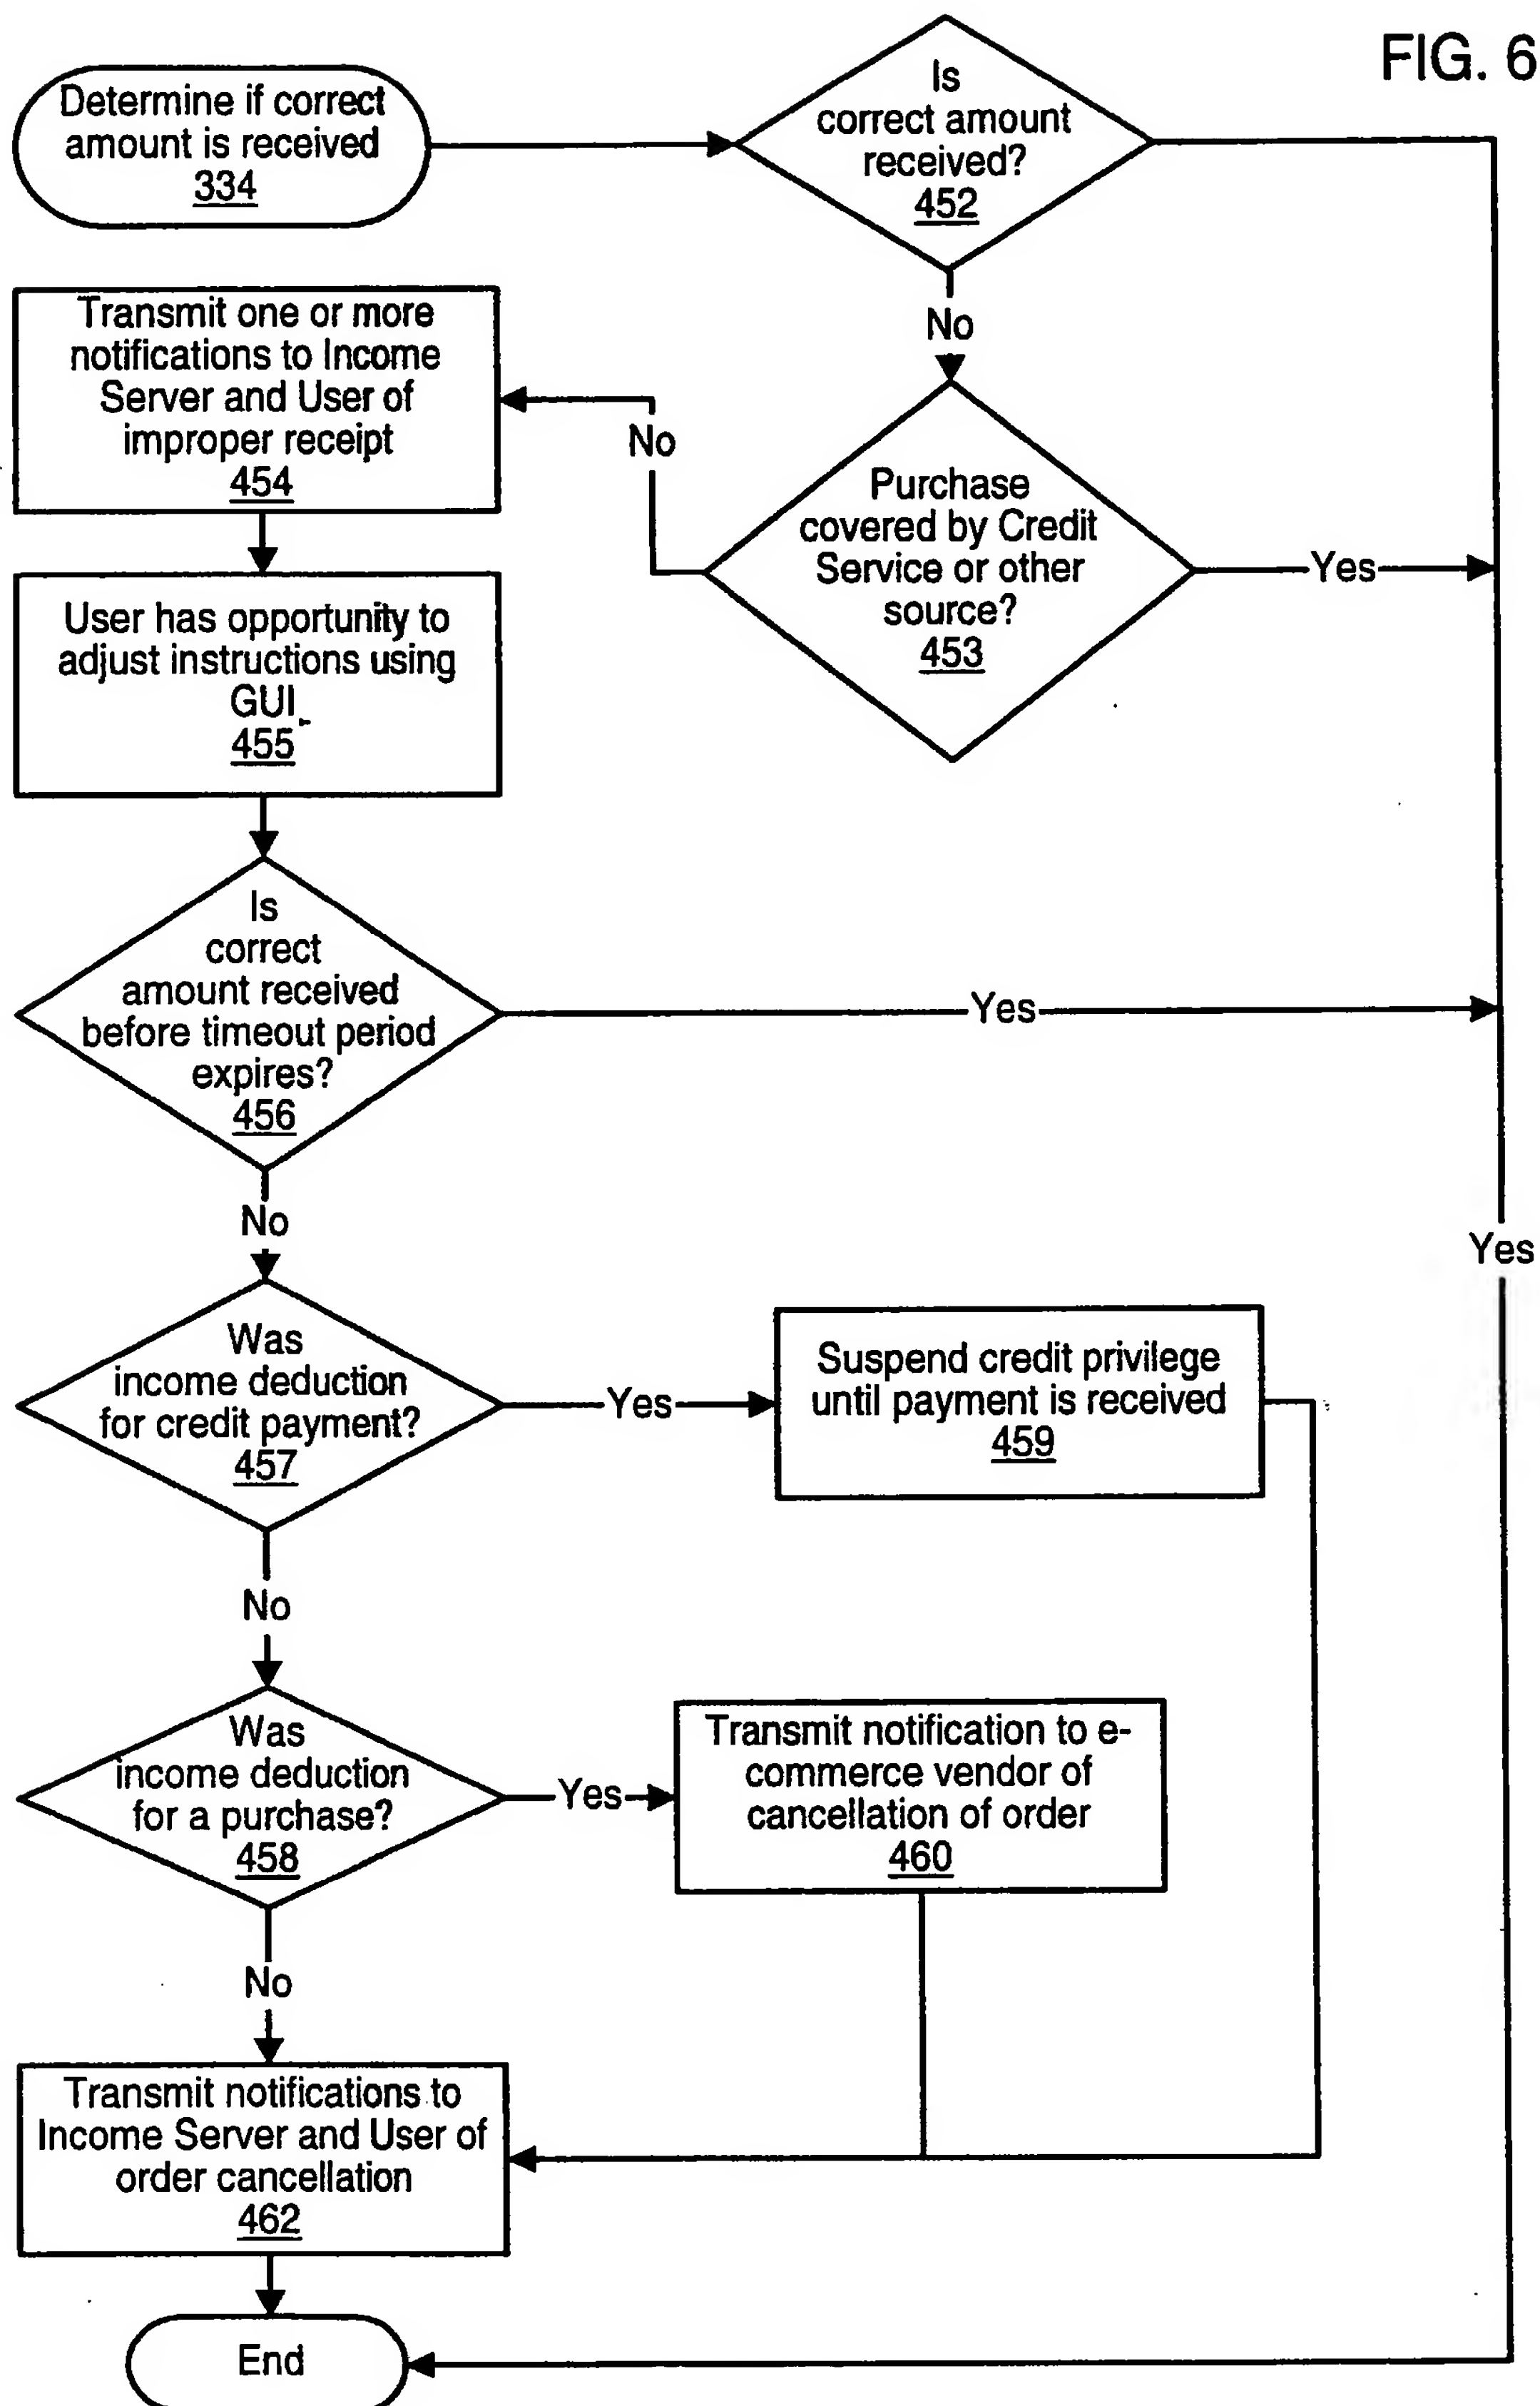 FIG. 6
Determine if correct
amount is received
334
Is
correct amount
received?
452
No
Transmit one or more
notifications to Income
Server and User of
improper receipt
454
No
Purchase
covered by Credit
Service or other
source?
453
Yes
User has opportunity to
adjust instructions using
GUI
455
Is
correct
amount received
before timeout period
expires?
456
Yes
No
Yes
Was
income deduction
for credit payment?
457
Yes
Suspend credit privilege
until payment is received
459
No
Was
income deduction
for a purchase?
458
Yes
Transmit notification to e-
commerce vendor of
cancellation of order
460
No
Transmit notifications to
Income Server and User of
order cancellation
462
End